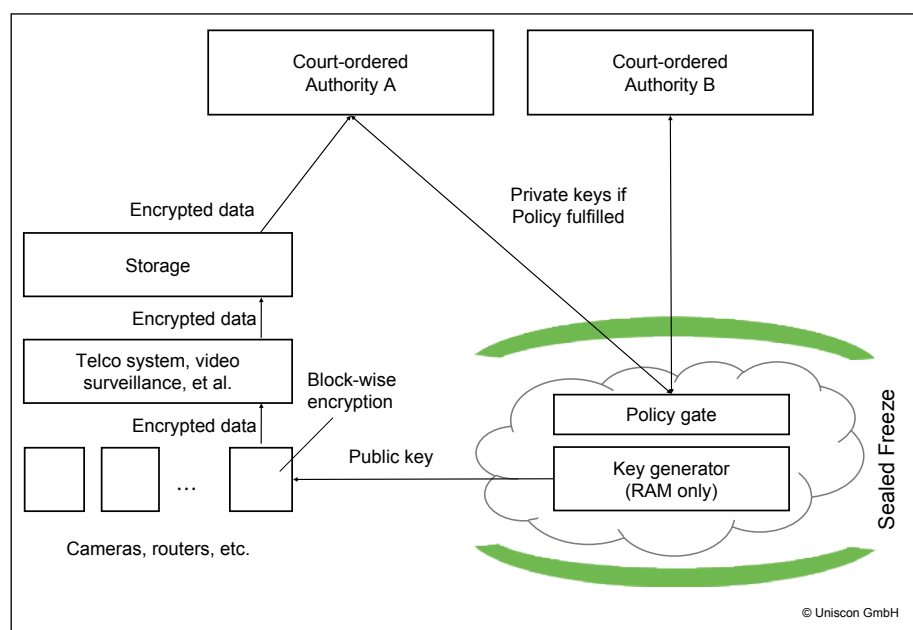 Court-ordered
Authority A
Court-ordered
Authority B
Private keys if
Policy fulfilled
Encrypted data
Storage
Encrypted data
Telco system, video
surveillance, et al.
Block-wise
encryption
Encrypted data
Policy gate
Public key
Key generator
(RAM only)
...
Sealed Freeze
Cameras, routers, etc.
© Uniscon GmbH